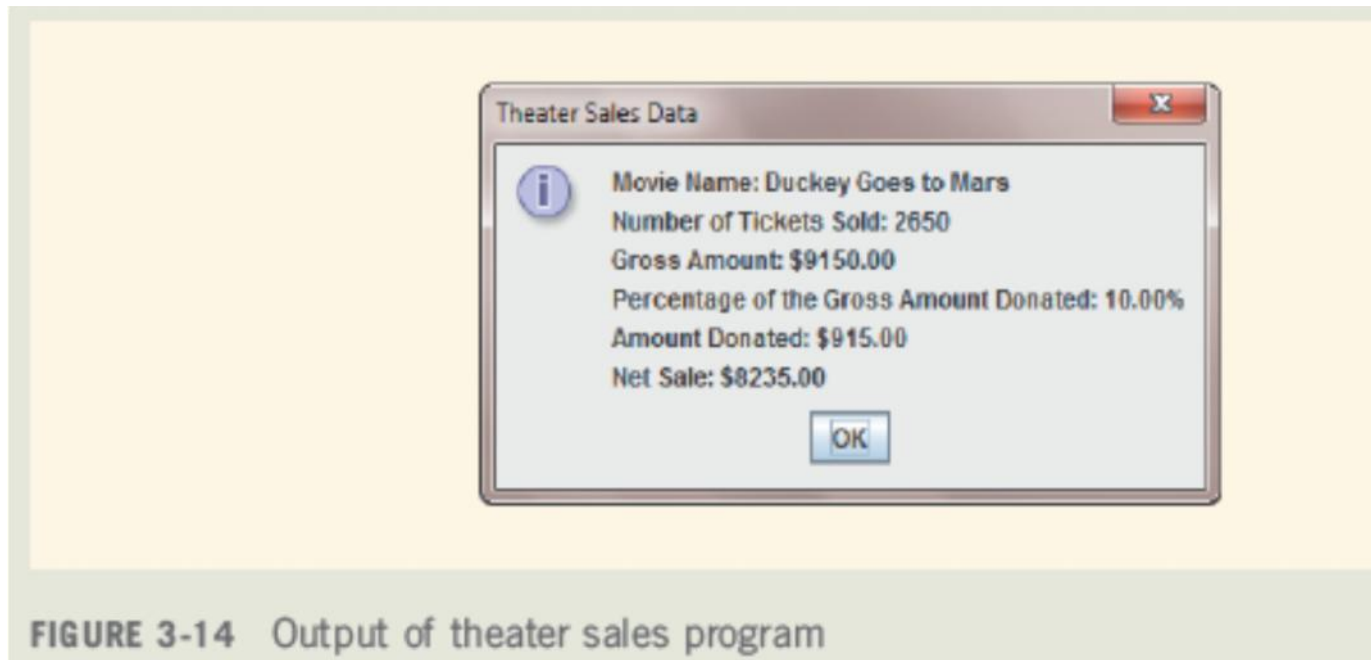 Theater Sales Data
Movie Name: Duckey Goes to Mars
Number of Tickets Sold: 2650
Gross Amount: $9150.00
Percentage of the Gross Amount Donated: 10.00%
Amount Donated: $915.00
Net Sale: $8235.00
OK
FIGURE 3-14 Output of theater sales program